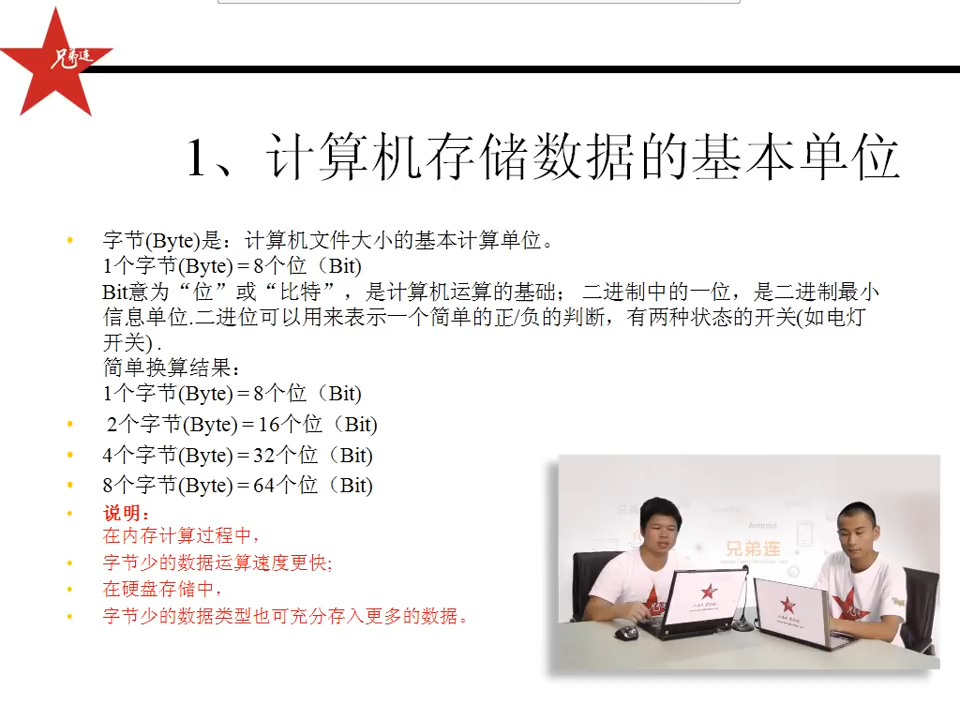 兄弟连
1、计算机存储数据的基本单位
字节(Byte)是：计算机文件大小的基本计算单位。
1个字节(Byte) = 8个位（Bit)
Bit意为“位”或“比特”，是计算机运算的基础； 二进制中的一位，是二进制最小
信息单位.二进位可以用来表示一个简单的正/负的判断，有两种状态的开关(如电灯
开关) .
简单换算结果：
1个字节(Byte) = 8个位（Bit)
2个字节(Byte) = 16个位（Bit)
4个字节(Byte) = 32个位（Bit)
8个字节(Byte) = 64个位（Bit)
说明：
在内存计算过程中，
字节少的数据运算速度更快;
在硬盘存储中，
字节少的数据类型也可充分存入更多的数据。
Android
兄弟连